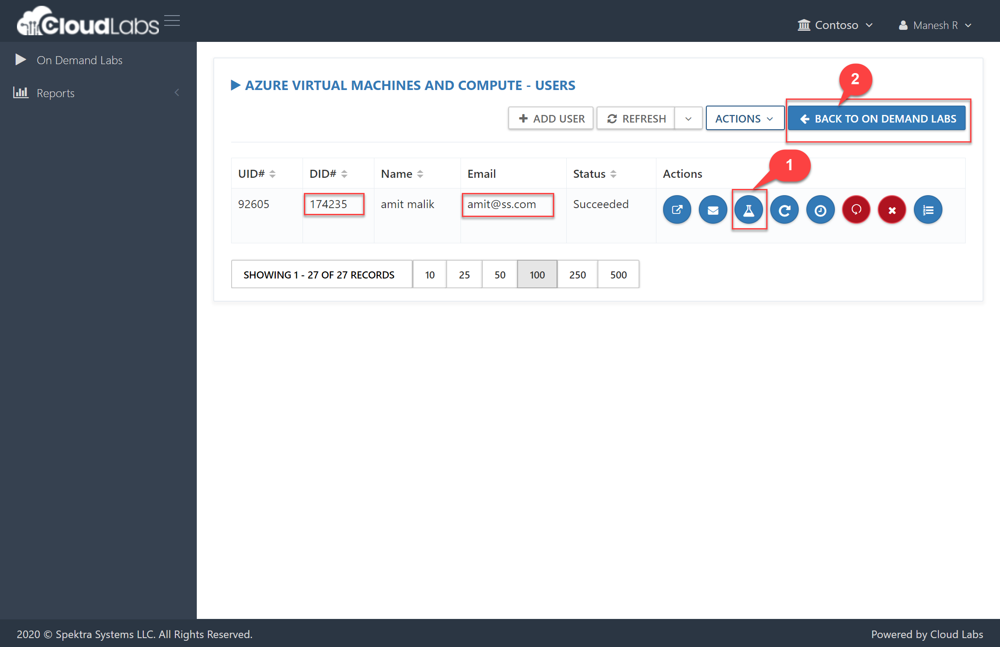 CloudLabs
Contoso
Manesh R
On Demand Labs
Reports
AZURE VIRTUAL MACHINES AND COMPUTE - USERS
2
ADD USER
REFRESH
ACTIONS
BACK TO ON DEMAND LABS
1
UID# DID# Name Email Status Actions
92605 174235 amit malik amit@ss.com Succeeded
SHOWING 1 - 27 OF 27 RECORDS 10 25 50 100 250 500
2020 © Spektra Systems LLC. All Rights Reserved.
Powered by Cloud Labs